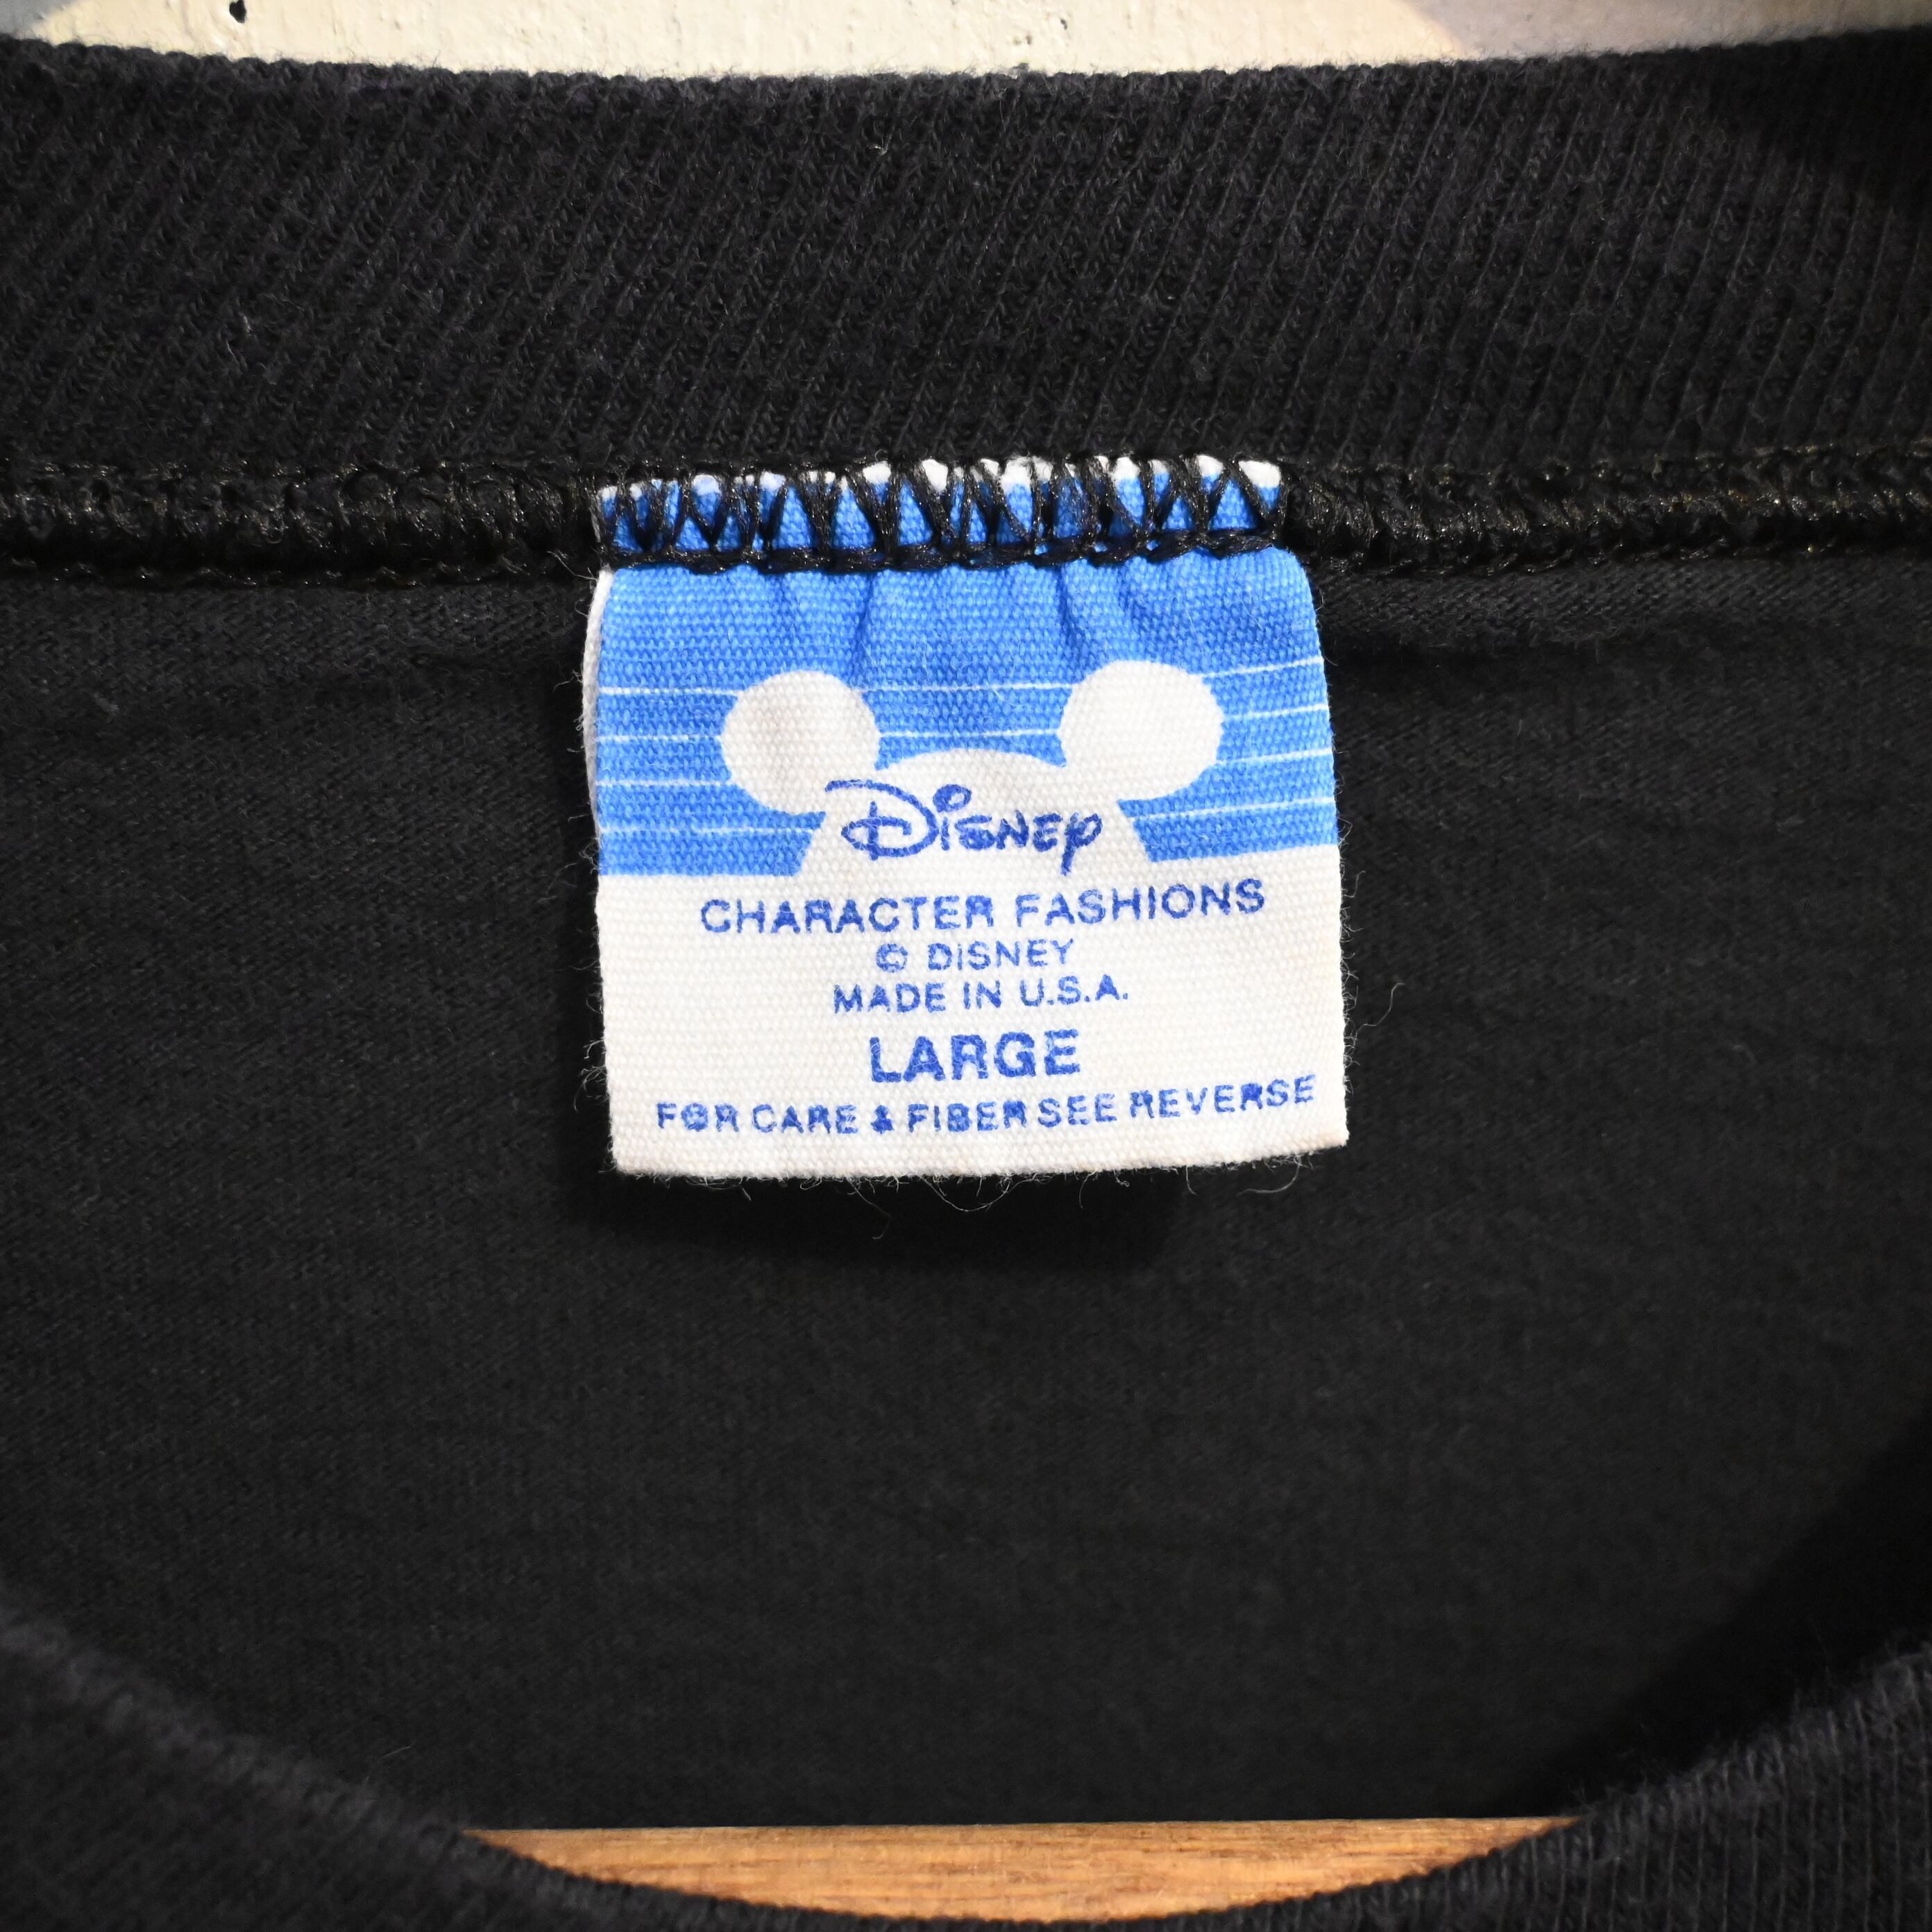 Disney
CHARACTER FASHIONS
© DISNEY
MADE IN U.S.A.
LARGE
FOR CARE & FIBER SEE REVERSE